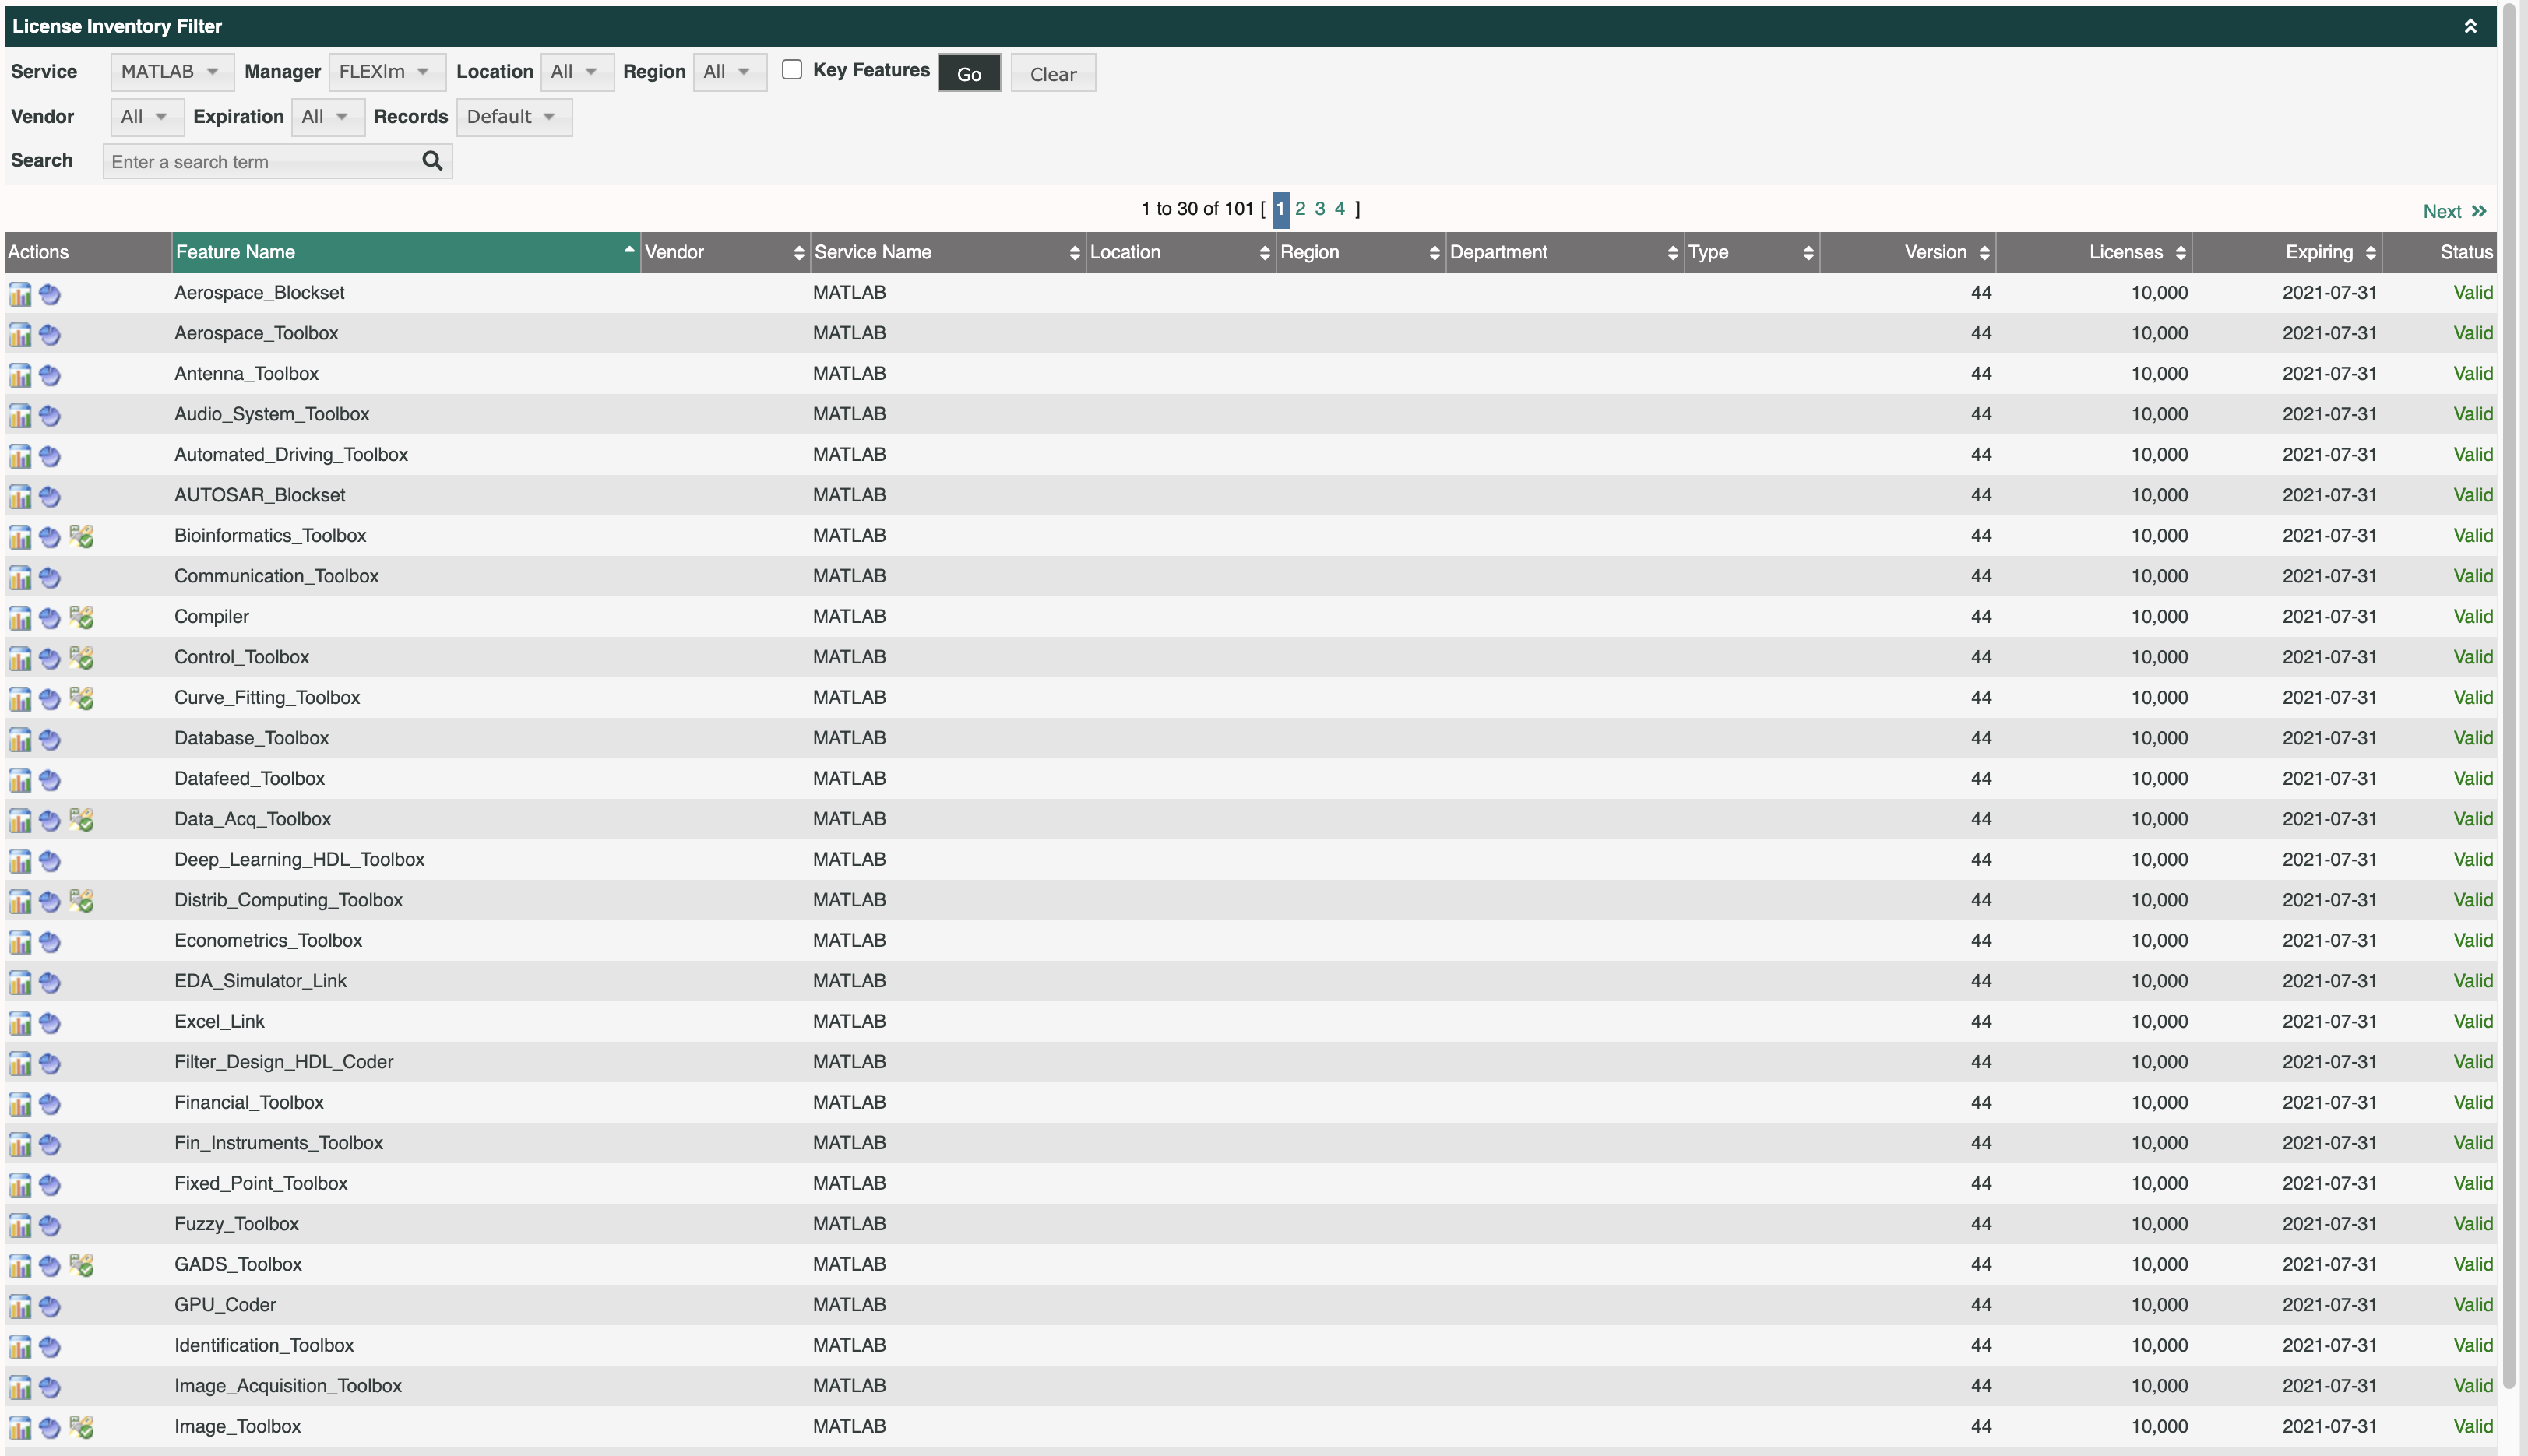 License Inventory Filter
Service MATLAB Manager FLEXlm Location All Region All Key Features Go Clear
Vendor All Expiration All Records Default
Search Enter a search term
1 to 30 of 101 [ 1 2 3 4 ] Next
Actions Feature Name Vendor Service Name Location Region Department Type Version Licenses Expiring Status
Aerospace_Blockset MATLAB 44 10,000 2021-07-31 Valid
Aerospace_Toolbox MATLAB 44 10,000 2021-07-31 Valid
Antenna_Toolbox MATLAB 44 10,000 2021-07-31 Valid
Audio_System_Toolbox MATLAB 44 10,000 2021-07-31 Valid
Automated_Driving_Toolbox MATLAB 44 10,000 2021-07-31 Valid
AUTOSAR_Blockset MATLAB 44 10,000 2021-07-31 Valid
Bioinformatics_Toolbox MATLAB 44 10,000 2021-07-31 Valid
Communication_Toolbox MATLAB 44 10,000 2021-07-31 Valid
Compiler MATLAB 44 10,000 2021-07-31 Valid
Control_Toolbox MATLAB 44 10,000 2021-07-31 Valid
Curve_Fitting_Toolbox MATLAB 44 10,000 2021-07-31 Valid
Database_Toolbox MATLAB 44 10,000 2021-07-31 Valid
Datafeed_Toolbox MATLAB 44 10,000 2021-07-31 Valid
Data_Acq_Toolbox MATLAB 44 10,000 2021-07-31 Valid
Deep_Learning_HDL_Toolbox MATLAB 44 10,000 2021-07-31 Valid
Distrib_Computing_Toolbox MATLAB 44 10,000 2021-07-31 Valid
Econometrics_Toolbox MATLAB 44 10,000 2021-07-31 Valid
EDA_Simulator_Link MATLAB 44 10,000 2021-07-31 Valid
Excel_Link MATLAB 44 10,000 2021-07-31 Valid
Filter_Design_HDL_Coder MATLAB 44 10,000 2021-07-31 Valid
Financial_Toolbox MATLAB 44 10,000 2021-07-31 Valid
Fin_Instruments_Toolbox MATLAB 44 10,000 2021-07-31 Valid
Fixed_Point_Toolbox MATLAB 44 10,000 2021-07-31 Valid
Fuzzy_Toolbox MATLAB 44 10,000 2021-07-31 Valid
GADS_Toolbox MATLAB 44 10,000 2021-07-31 Valid
GPU_Coder MATLAB 44 10,000 2021-07-31 Valid
Identification_Toolbox MATLAB 44 10,000 2021-07-31 Valid
Image_Acquisition_Toolbox MATLAB 44 10,000 2021-07-31 Valid
Image_Toolbox MATLAB 44 10,000 2021-07-31 Valid